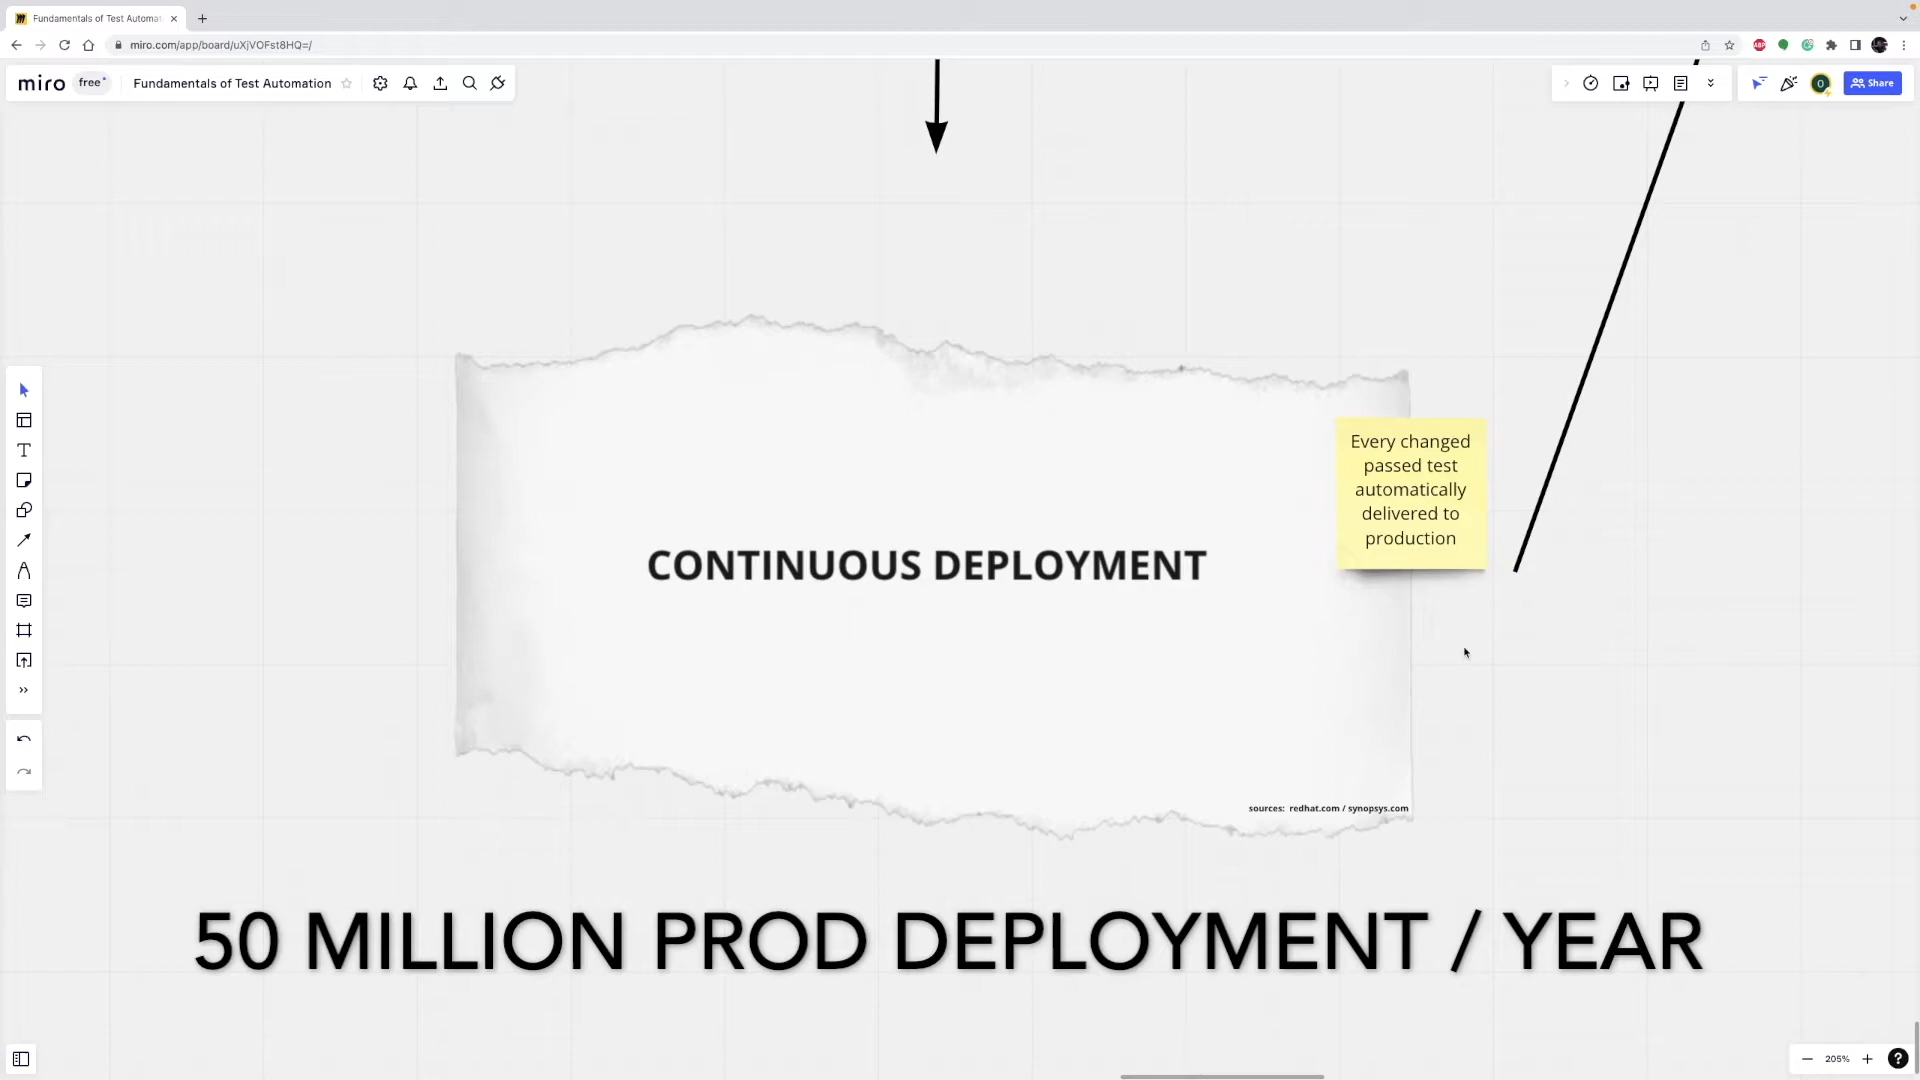 Fundamentals of Test Automat
miro.com/app/board/uXjVOFst8HQ=/
miro free
Fundamentals of Test Automation
Share
Every changed
passed test
automatically
delivered to
production
CONTINUOUS DEPLOYMENT
sources: redhat.com / synopsys.com
50 MILLION PROD DEPLOYMENT / YEAR
205%